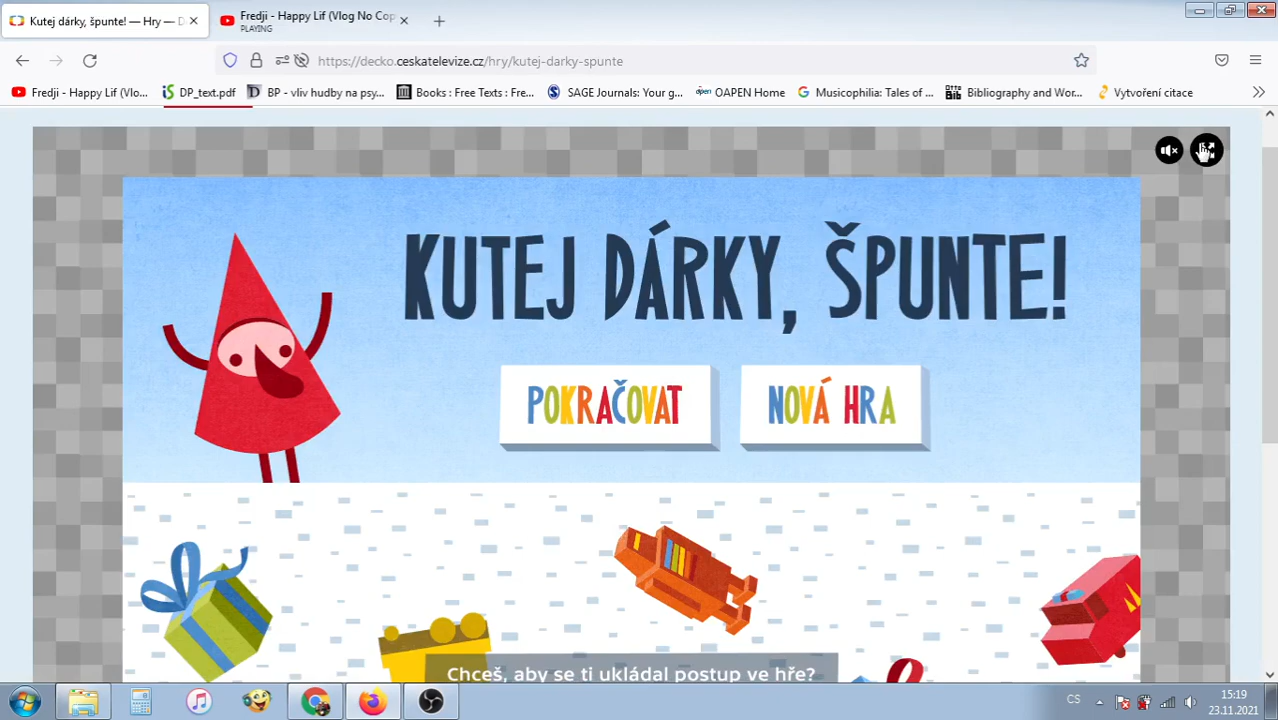 Kutej dárky, špunte! — Hry — D
Fredji - Happy Lif (Vlog No Cop
PLAYING
https://decko.ceskatelevize.cz/hry/kutej-darky-spunte
Fredji - Happy Lif (Vlo...
DP_text.pdf
BP - vliv hudby na psy...
Books : Free Texts : Fre...
SAGE Journals: Your g...
OAPEN Home
Musicophilia: Tales of ...
Bibliography and Wor...
Vytvoření citace
KUTEJ DÁRKY, ŠPUNTE!
POKRAČOVAT
NOVÁ HRA
Chceš, aby se ti ukládal postup ve hře?
CS
15:19
23.11.2021